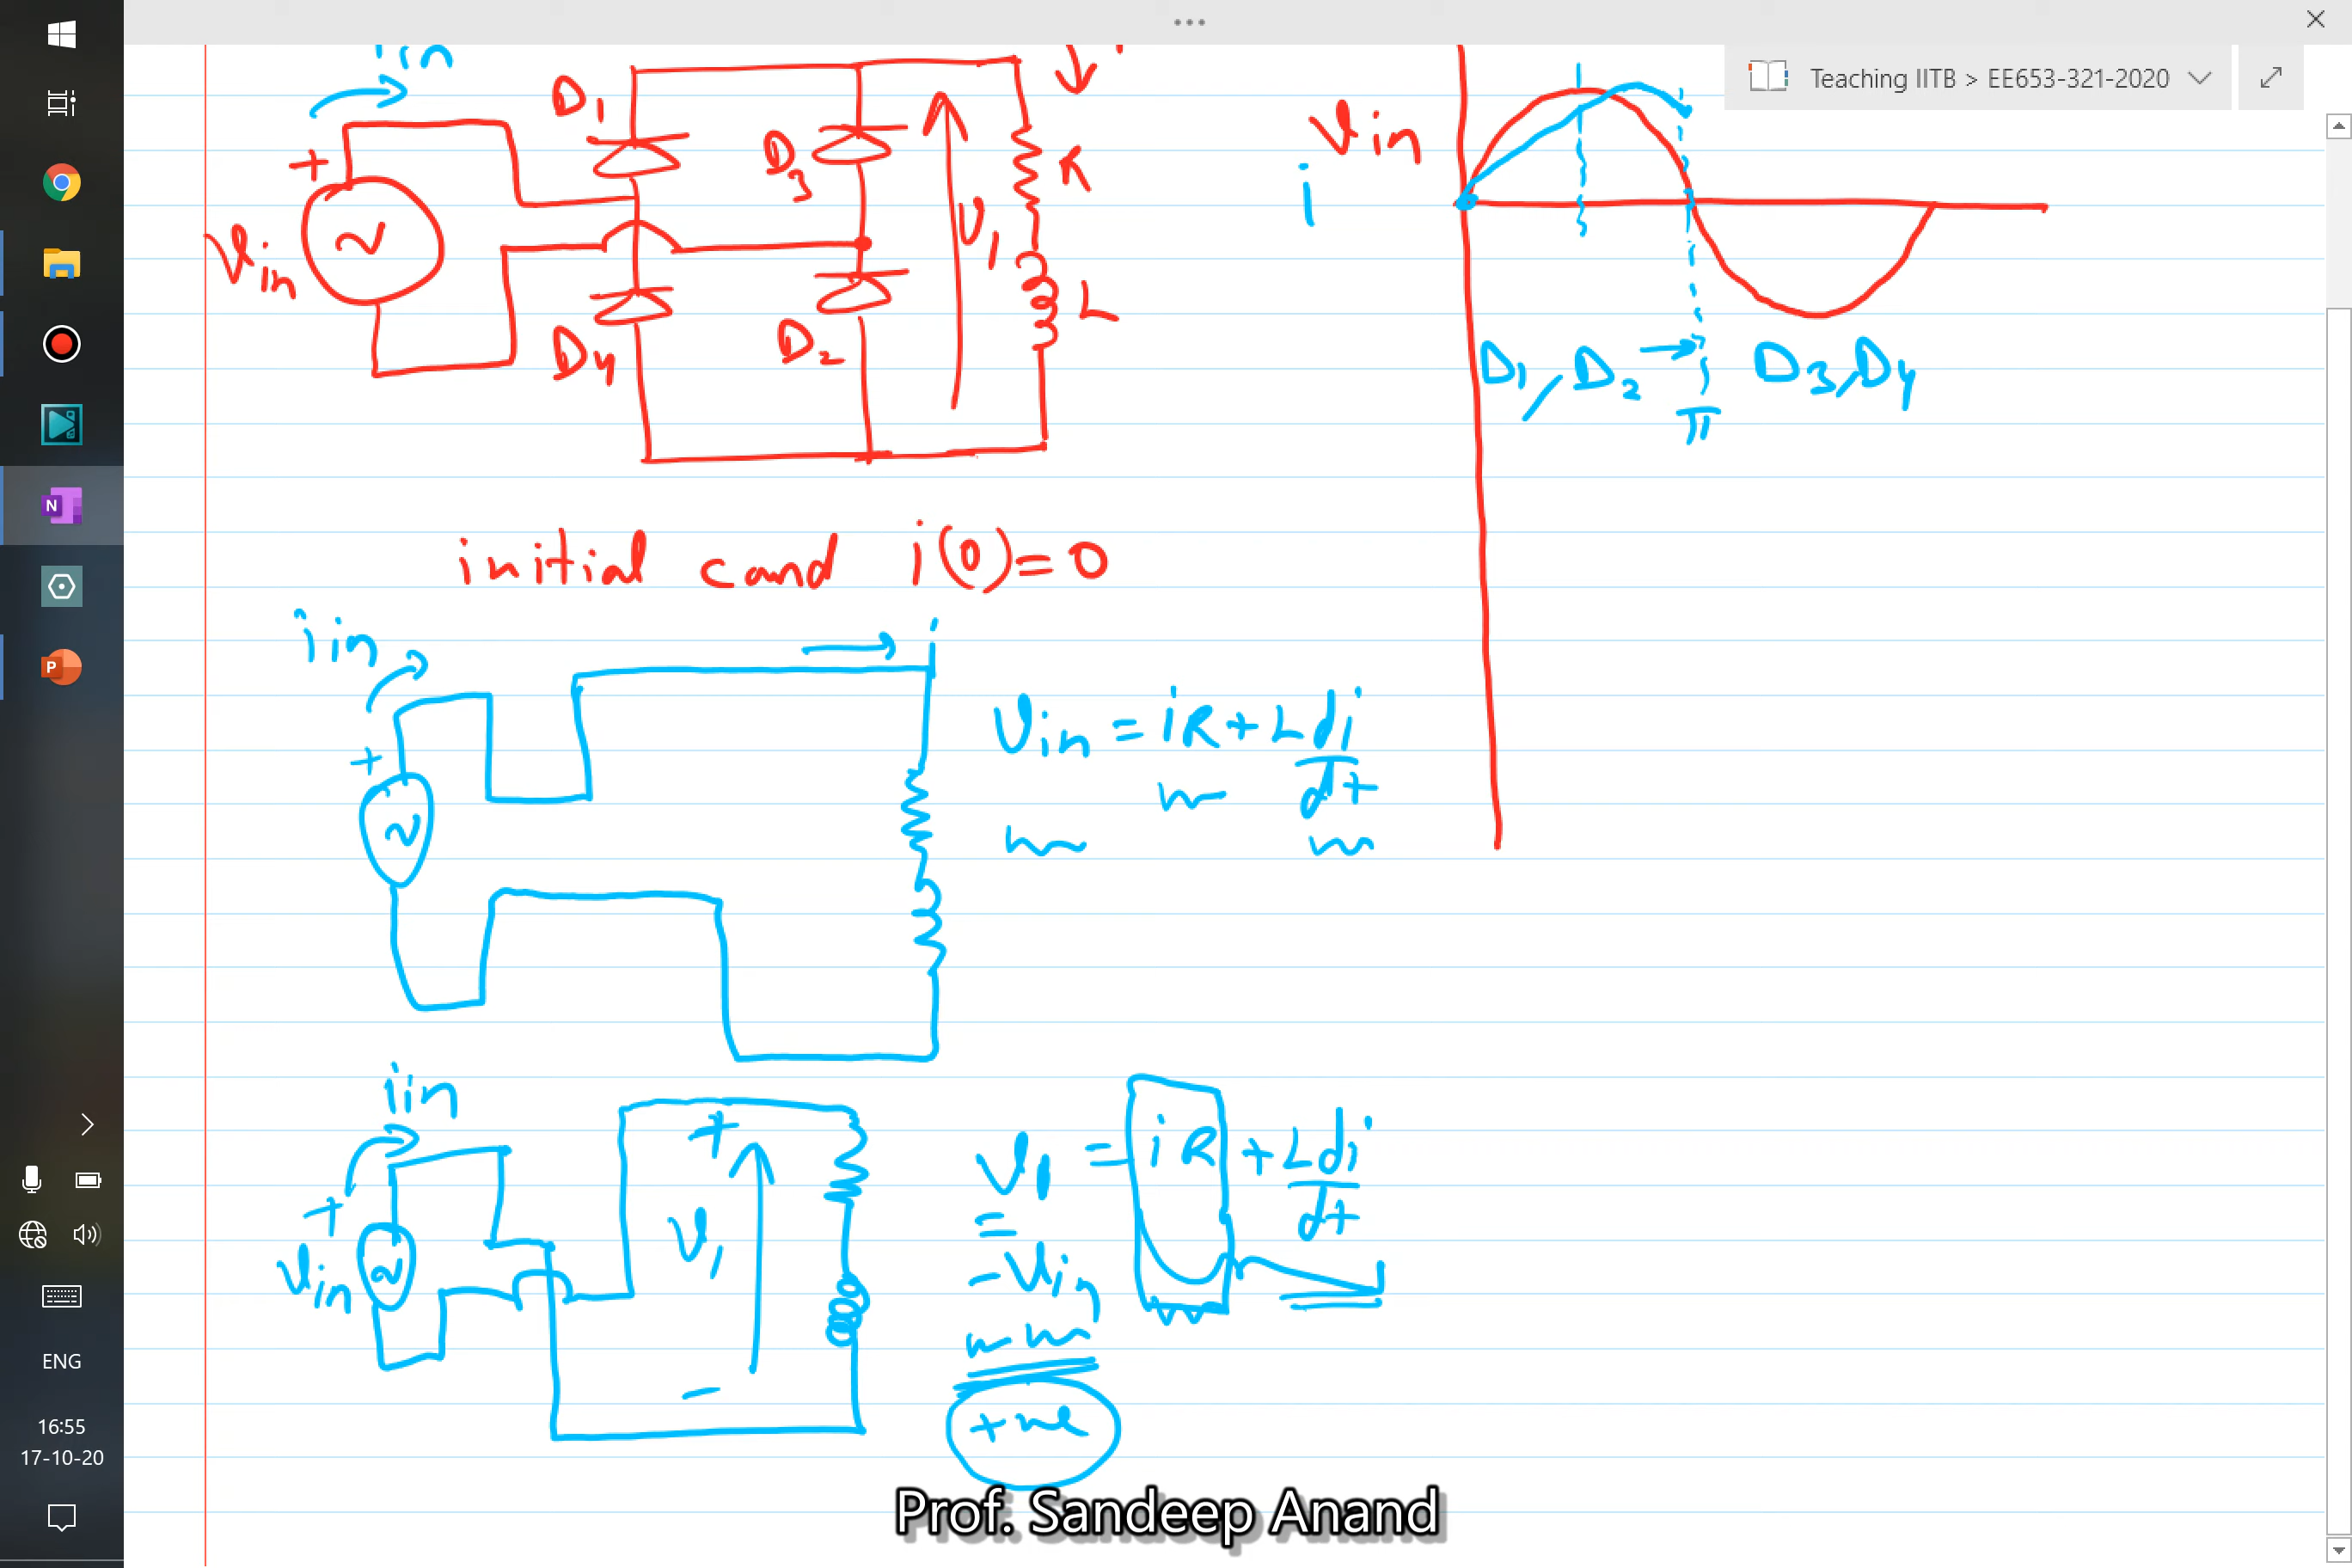 Teaching IITB > EE653-321-2020
iin
D1
D3
R
+
vin
V1
L
D4
D2
vin
i
D1, D2 → D3, D4
π
initial cond i(0)=0
iin
i
+
Vin = iR + L di/dt
iin
+
vin
+
V1
-
V1 = iR + L di/dt
= -Vin
+ve
N
P
ENG
16:55
17-10-20
Prof. Sandeep Anand